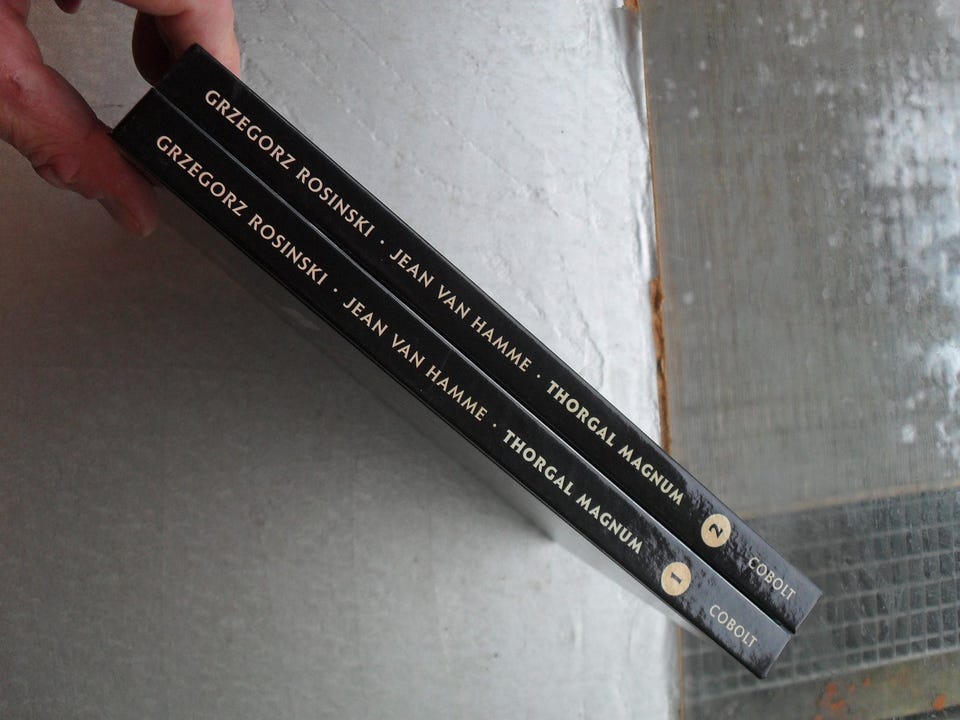 GRZEGORZ ROSINSKI · JEAN VAN HAMME · THORGAL MAGNUM 2 COBOLT
GRZEGORZ ROSINSKI · JEAN VAN HAMME · THORGAL MAGNUM 1 COBOLT